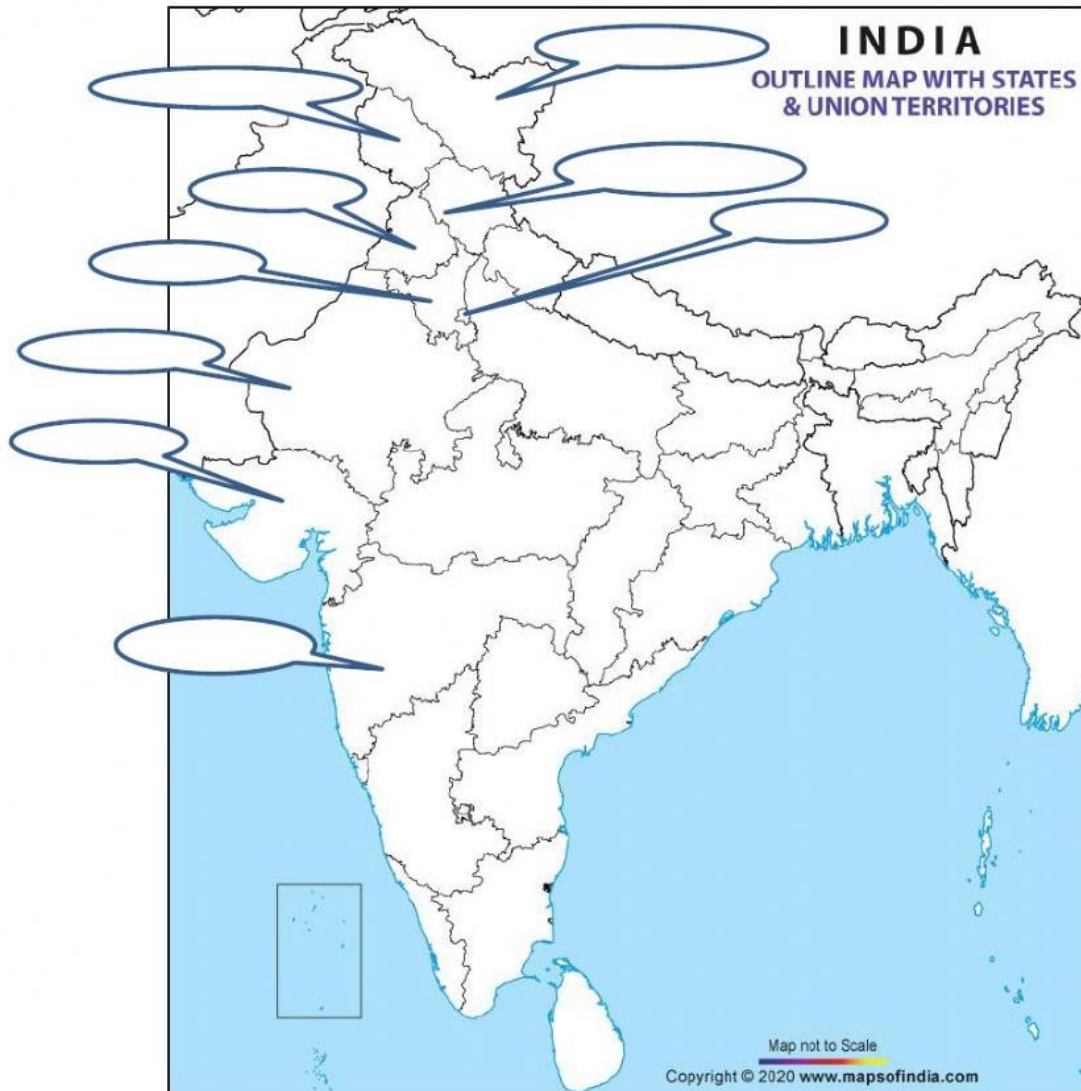 INDIA
OUTLINE MAP WITH STATES
& UNION TERRITORIES
Map not to Scale
Copyright © 2020 www.mapsofindia.com